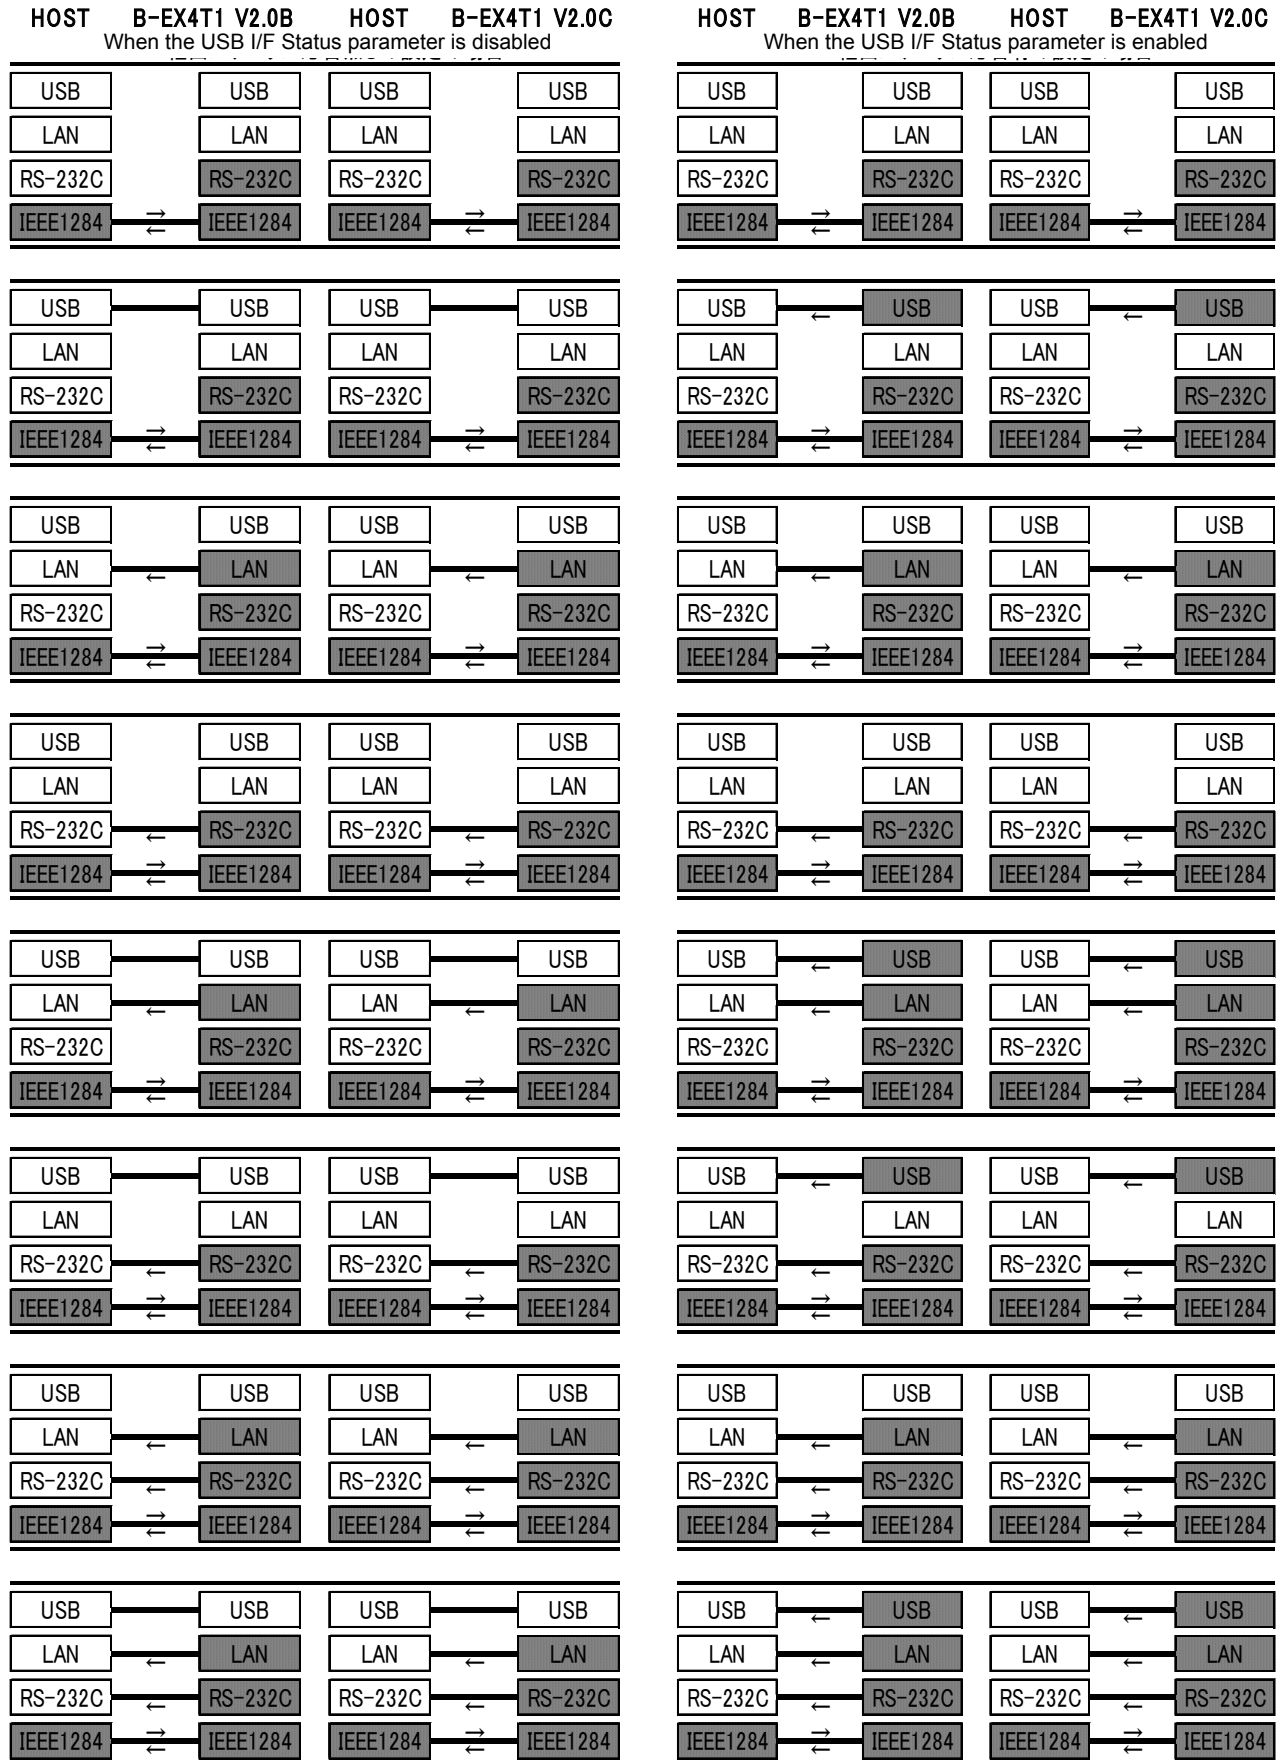 HOST B-EX4T1 V2.0B HOST B-EX4T1 V2.0C HOST B-EX4T1 V2.0B HOST B-EX4T1 V2.0C
When the USB I/F Status parameter is disabled When the USB I/F Status parameter is enabled
USB USB USB USB USB USB USB USB
LAN LAN LAN LAN LAN LAN LAN LAN
RS-232C RS-232C RS-232C RS-232C RS-232C RS-232C RS-232C RS-232C
IEEE1284 → ← IEEE1284 IEEE1284 → ← IEEE1284 IEEE1284 → ← IEEE1284 IEEE1284 → ← IEEE1284
USB USB USB USB USB ← USB USB ← USB
LAN LAN LAN LAN LAN LAN LAN LAN
RS-232C RS-232C RS-232C RS-232C RS-232C RS-232C RS-232C RS-232C
IEEE1284 → ← IEEE1284 IEEE1284 → ← IEEE1284 IEEE1284 → ← IEEE1284 IEEE1284 → ← IEEE1284
USB USB USB USB USB USB USB USB
LAN ← LAN LAN ← LAN LAN ← LAN LAN ← LAN
RS-232C RS-232C RS-232C RS-232C RS-232C RS-232C RS-232C RS-232C
IEEE1284 → ← IEEE1284 IEEE1284 → ← IEEE1284 IEEE1284 → ← IEEE1284 IEEE1284 → ← IEEE1284
USB USB USB USB USB USB USB USB
LAN LAN LAN LAN LAN LAN LAN LAN
RS-232C ← RS-232C RS-232C ← RS-232C RS-232C ← RS-232C RS-232C ← RS-232C
IEEE1284 → ← IEEE1284 IEEE1284 → ← IEEE1284 IEEE1284 → ← IEEE1284 IEEE1284 → ← IEEE1284
USB USB USB USB USB ← USB USB ← USB
LAN ← LAN LAN ← LAN LAN ← LAN LAN ← LAN
RS-232C RS-232C RS-232C RS-232C RS-232C RS-232C RS-232C RS-232C
IEEE1284 → ← IEEE1284 IEEE1284 → ← IEEE1284 IEEE1284 → ← IEEE1284 IEEE1284 → ← IEEE1284
USB USB USB USB USB ← USB USB ← USB
LAN LAN LAN LAN LAN LAN LAN LAN
RS-232C ← RS-232C RS-232C ← RS-232C RS-232C ← RS-232C RS-232C ← RS-232C
IEEE1284 → ← IEEE1284 IEEE1284 → ← IEEE1284 IEEE1284 → ← IEEE1284 IEEE1284 → ← IEEE1284
USB USB USB USB USB USB USB USB
LAN ← LAN LAN ← LAN LAN ← LAN LAN ← LAN
RS-232C ← RS-232C RS-232C ← RS-232C RS-232C ← RS-232C RS-232C ← RS-232C
IEEE1284 → ← IEEE1284 IEEE1284 → ← IEEE1284 IEEE1284 → ← IEEE1284 IEEE1284 → ← IEEE1284
USB USB USB USB USB ← USB USB ← USB
LAN ← LAN LAN ← LAN LAN ← LAN LAN ← LAN
RS-232C ← RS-232C RS-232C ← RS-232C RS-232C ← RS-232C RS-232C ← RS-232C
IEEE1284 → ← IEEE1284 IEEE1284 → ← IEEE1284 IEEE1284 → ← IEEE1284 IEEE1284 → ← IEEE1284